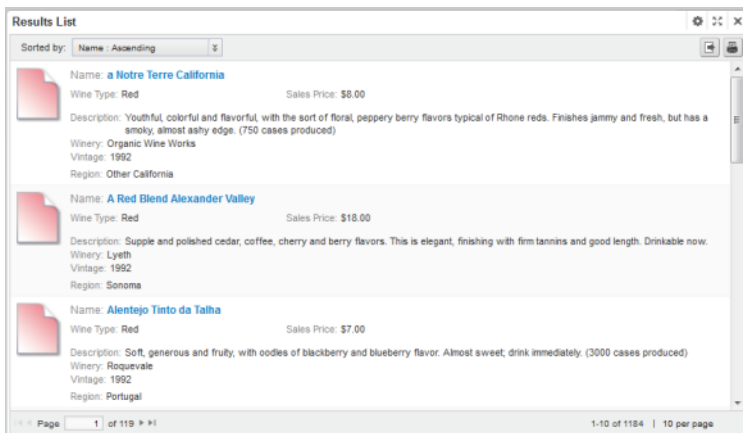 Results List
Sorted by: Name : Ascending
Name: a Notre Terre California
Wine Type: Red Sales Price: $8.00
Description: Youthful, colorful and flavorful, with the sort of floral, peppery berry flavors typical of Rhone reds. Finishes jammy and fresh, but has a
smoky, almost ashy edge. (750 cases produced)
Winery: Organic Wine Works
Vintage: 1992
Region: Other California
Name: A Red Blend Alexander Valley
Wine Type: Red Sales Price: $18.00
Description: Supple and polished cedar, coffee, cherry and berry flavors. This is elegant, finishing with firm tannins and good length. Drinkable now.
Winery: Lyeth
Vintage: 1992
Region: Sonoma
Name: Alentejo Tinto da Talha
Wine Type: Red Sales Price: $7.00
Description: Soft, generous and fruity, with oodles of blackberry and blueberry flavor. Almost sweet; drink immediately. (3000 cases produced)
Winery: Roquevale
Vintage: 1992
Region: Portugal
Page 1 of 119 1-10 of 1184 | 10 per page